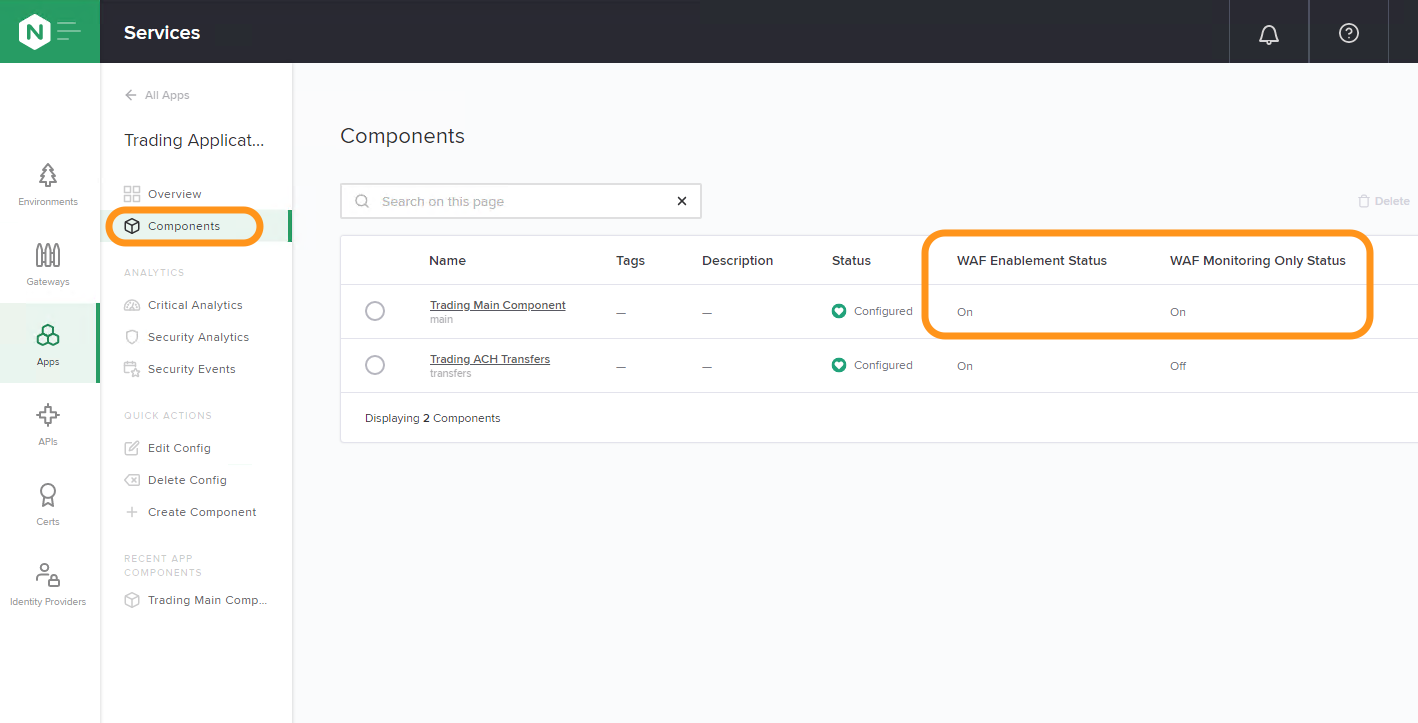 N
Services
Environments
Gateways
Apps
APIs
Certs
Identity Providers
All Apps
Trading Applicat...
Overview
Components
ANALYTICS
Critical Analytics
Security Analytics
Security Events
QUICK ACTIONS
Edit Config
Delete Config
Create Component
RECENT APP
COMPONENTS
Trading Main Comp...
Components
Search on this page
Delete
Name Tags Description Status WAF Enablement Status WAF Monitoring Only Status
Trading Main Component — — Configured On On
main
Trading ACH Transfers — — Configured On Off
transfers
Displaying 2 Components